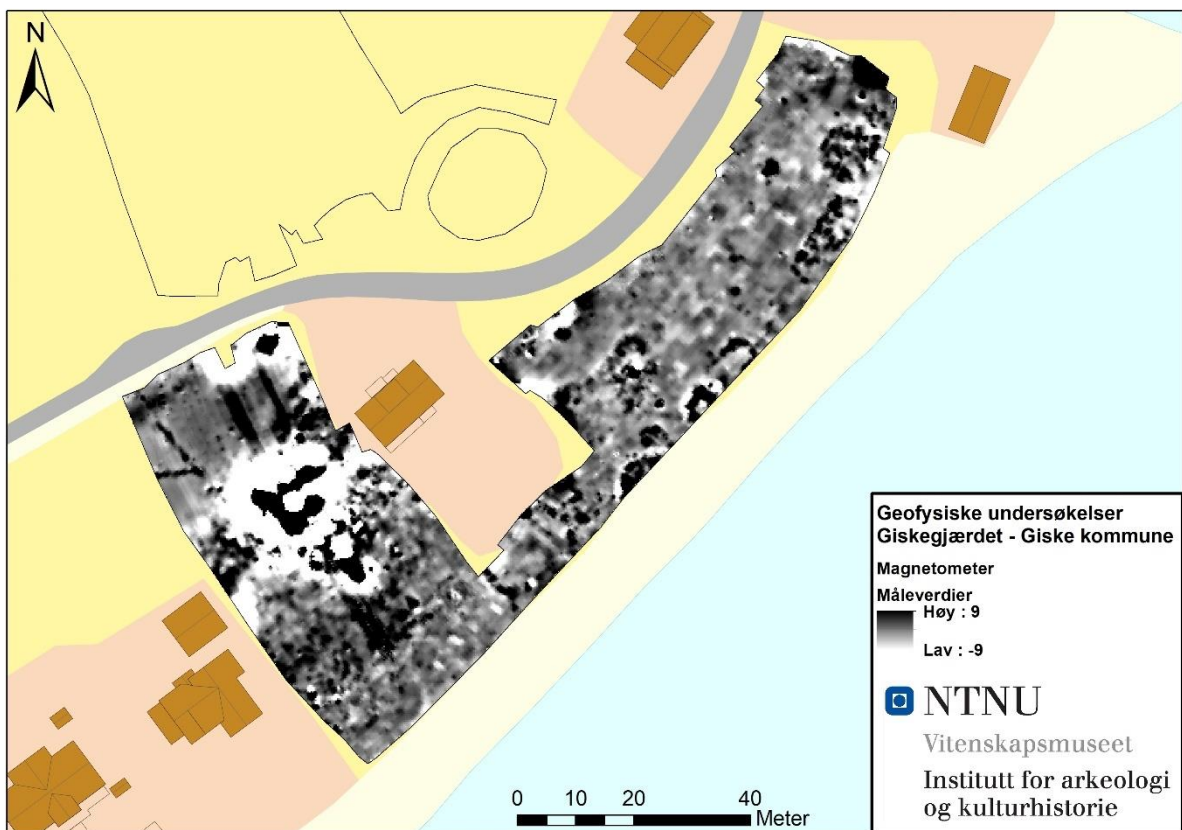 N
Geofysiske undersøkelser
Giskegjærdet - Giske kommune
Magnetometer
Måleverdier
Høy : 9
Lav : -9
NTNU
Vitenskapsmuseet
Institutt for arkeologi
og kulturhistorie
0 10 20 40
Meter